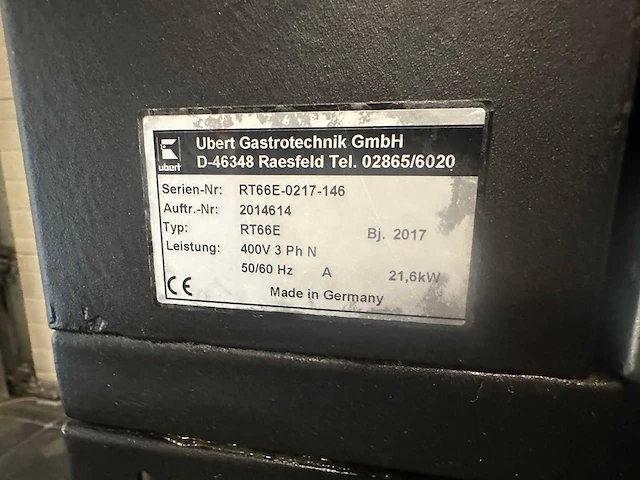 Ubert Gastrotechnik GmbH
ubert D-46348 Raesfeld Tel. 02865/6020
Serien-Nr: RT66E-0217-146
Auftr.-Nr: 2014614
Typ: RT66E Bj. 2017
Leistung: 400V 3 Ph N
50/60 Hz A 21,6kW
CE Made in Germany